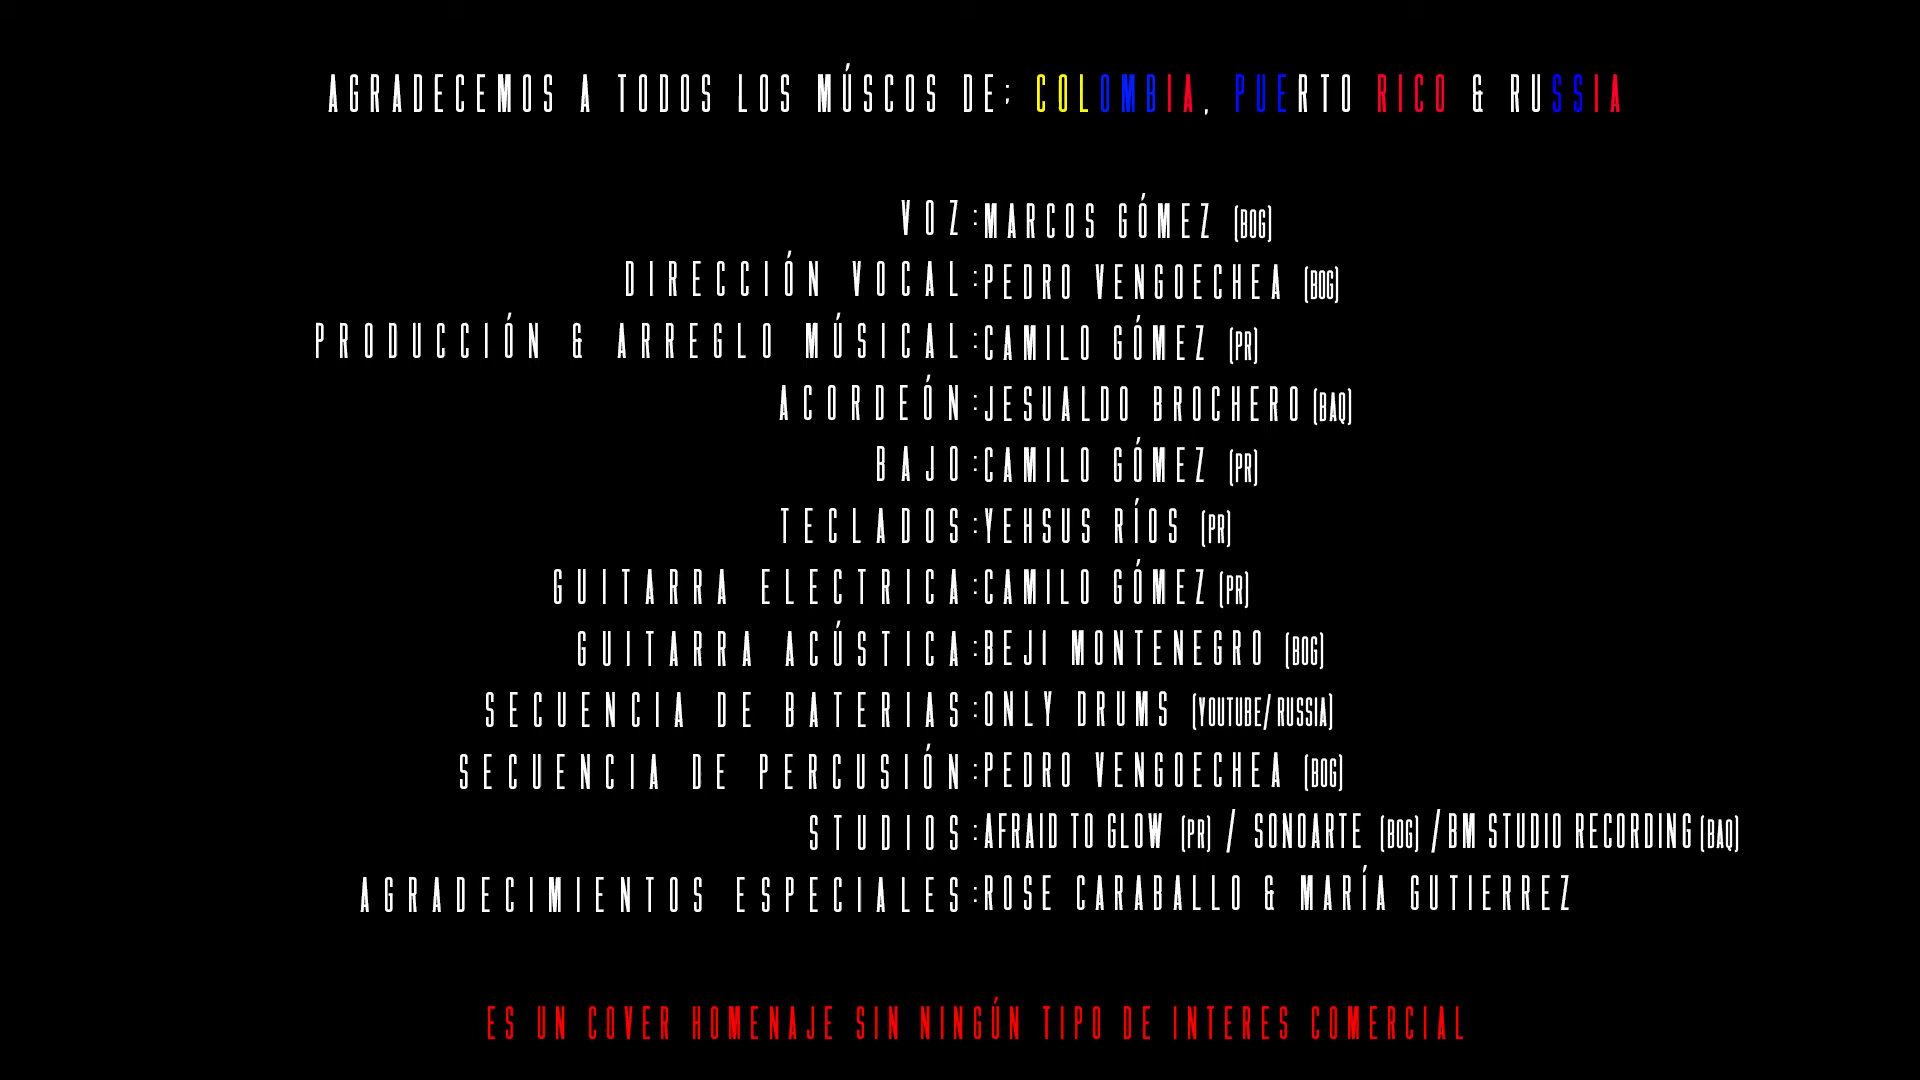 AGRADECEMOS A TODOS LOS MÚSCOS DE; COLOMBIA, PUERTO RICO & RUSSIA
VOZ:MARCOS GÓMEZ (BOG)
DIRECCIÓN VOCAL:PEDRO VENGOECHEA (BOG)
PRODUCCIÓN & ARREGLO MÚSICAL:CAMILO GÓMEZ (PR)
ACORDEÓN:JESUALDO BROCHERO (BAQ)
BAJO:CAMILO GÓMEZ (PR)
TECLADOS:YEHSUS RÍOS (PR)
GUITARRA ELECTRICA:CAMILO GÓMEZ (PR)
GUITARRA ACÚSTICA:BEJI MONTENEGRO (BOG)
SECUENCIA DE BATERIAS:ONLY DRUMS (YOUTUBE/ RUSSIA)
SECUENCIA DE PERCUSIÓN:PEDRO VENGOECHEA (BOG)
STUDIOS:AFRAID TO GLOW (PR) / SONOARTE (BOG) /BM STUDIO RECORDING (BAQ)
AGRADECIMIENTOS ESPECIALES:ROSE CARABALLO & MARÍA GUTIERREZ
ES UN COVER HOMENAJE SIN NINGÚN TIPO DE INTERES COMERCIAL